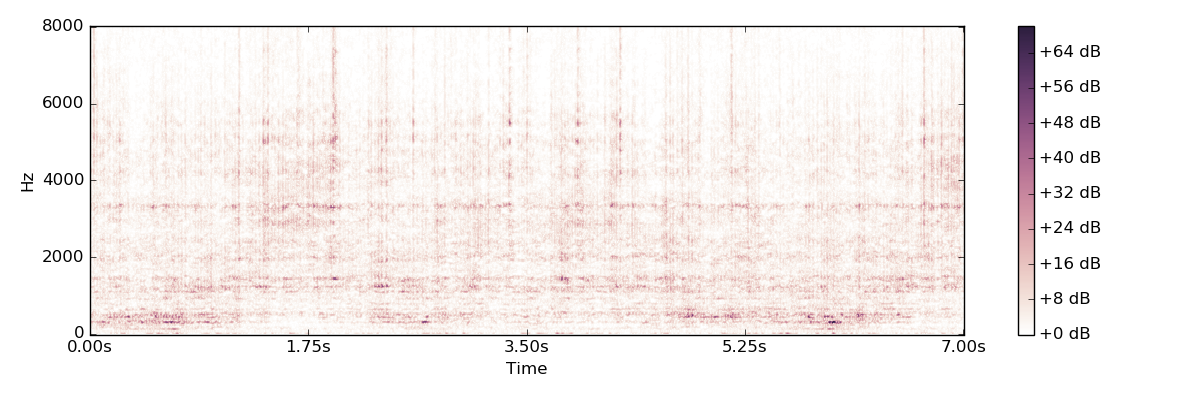 8000
6000
4000
2000
0
Hz
0.00s 1.75s 3.50s 5.25s 7.00s
Time
+64 dB
+56 dB
+48 dB
+40 dB
+32 dB
+24 dB
+16 dB
+8 dB
+0 dB